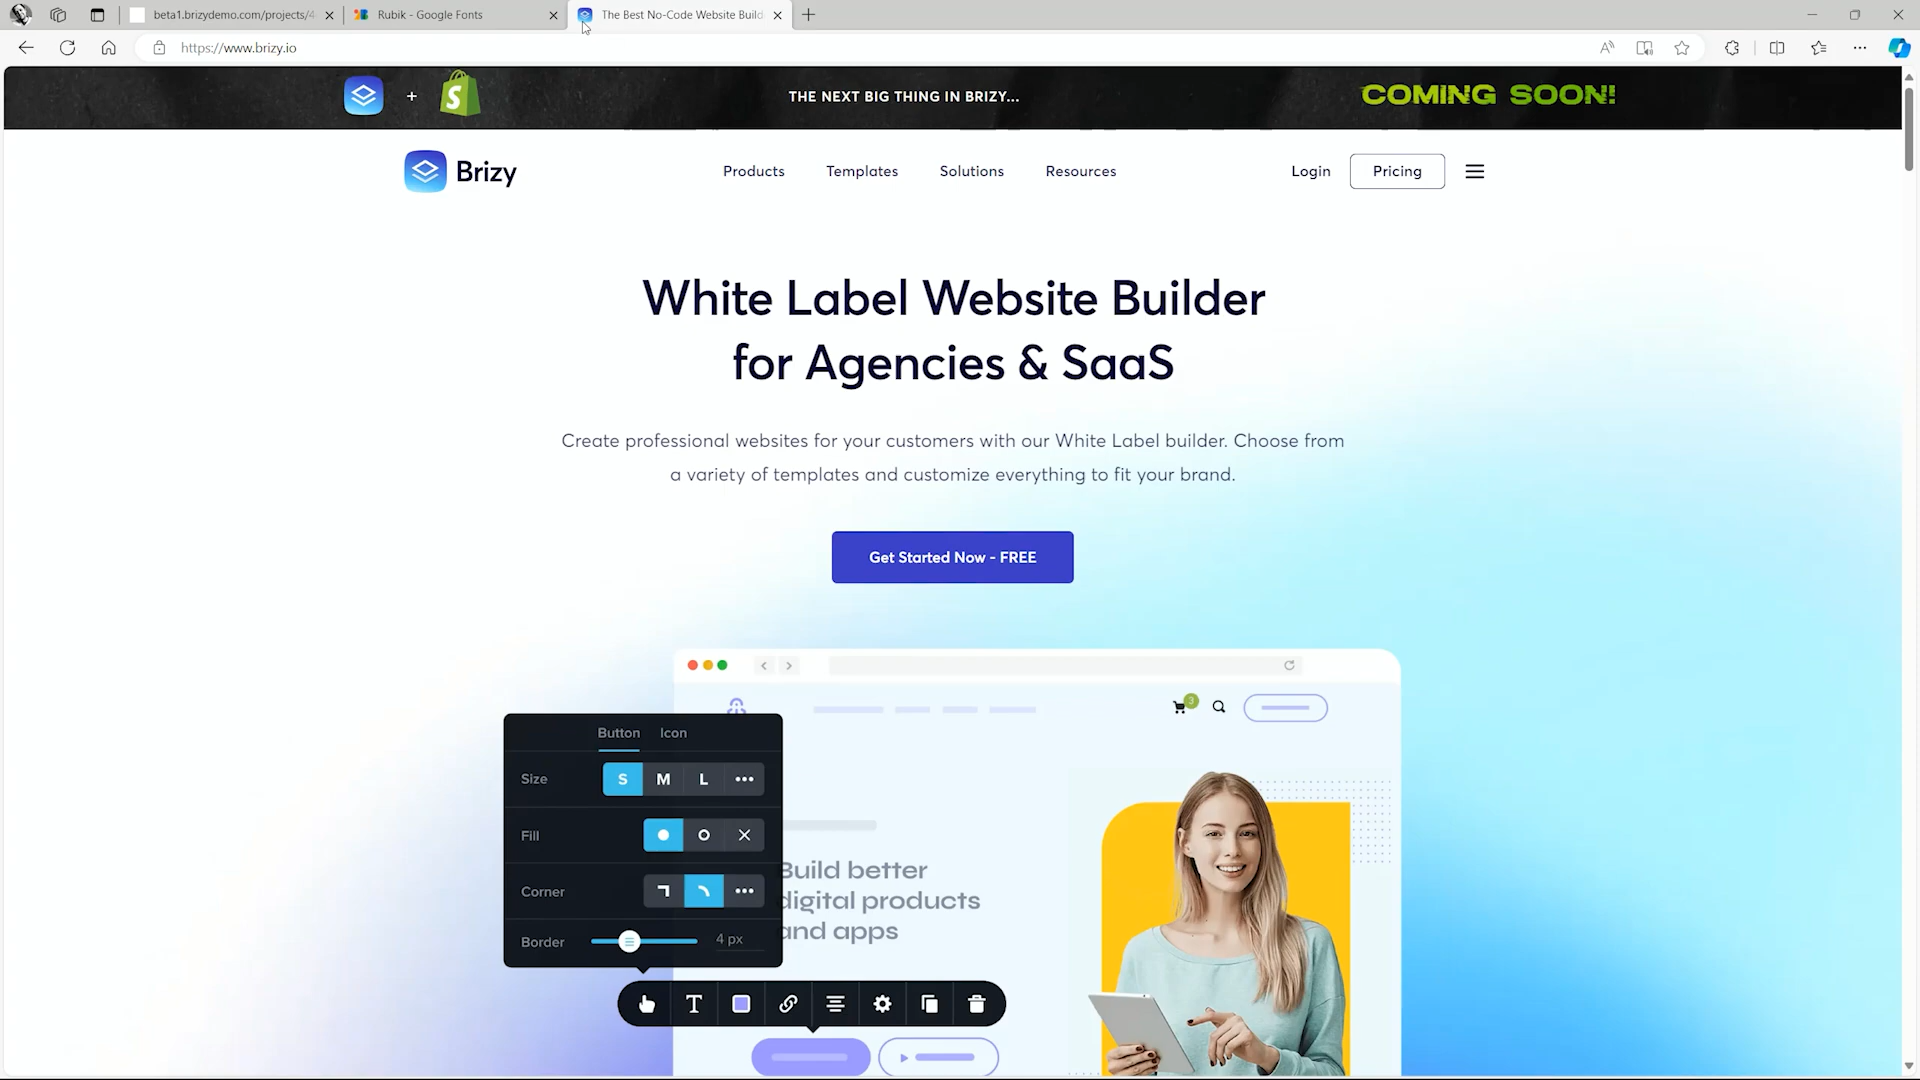 beta1.brizydemo.com/projects/4
Rubik - Google Fonts
The Best No-Code Website Build
https://www.brizy.io
+
THE NEXT BIG THING IN BRIZY...
COMING SOON!
Brizy
Products
Templates
Solutions
Resources
Login
Pricing
White Label Website Builder
for Agencies & SaaS
Create professional websites for your customers with our White Label builder. Choose from
a variety of templates and customize everything to fit your brand.
Get Started Now - FREE
3
Button
Icon
Size
S
M
L
Fill
Corner
Border
4 px
Build better
digital products
and apps
T